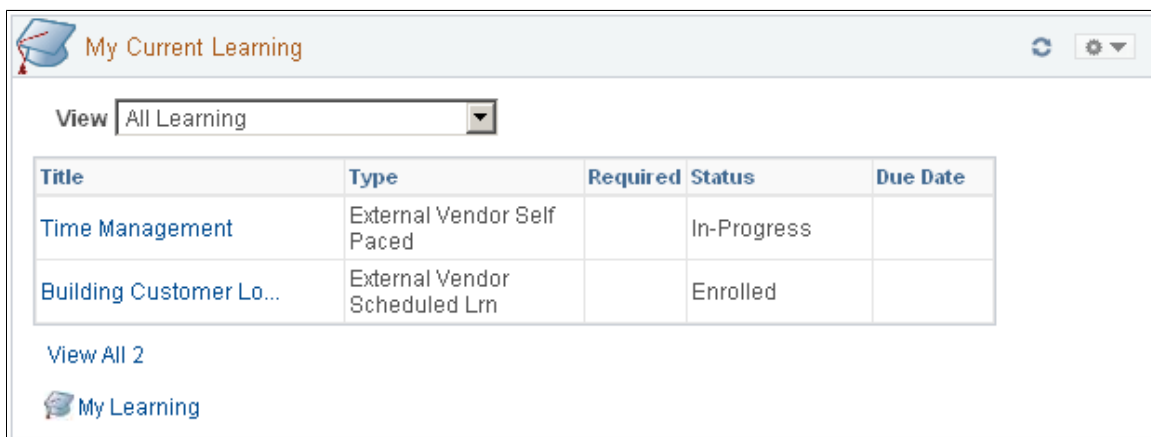 My Current Learning
View All Learning
Title Type Required Status Due Date
Time Management External Vendor Self Paced In-Progress
Building Customer Lo... External Vendor Scheduled Lrn Enrolled
View All 2
My Learning